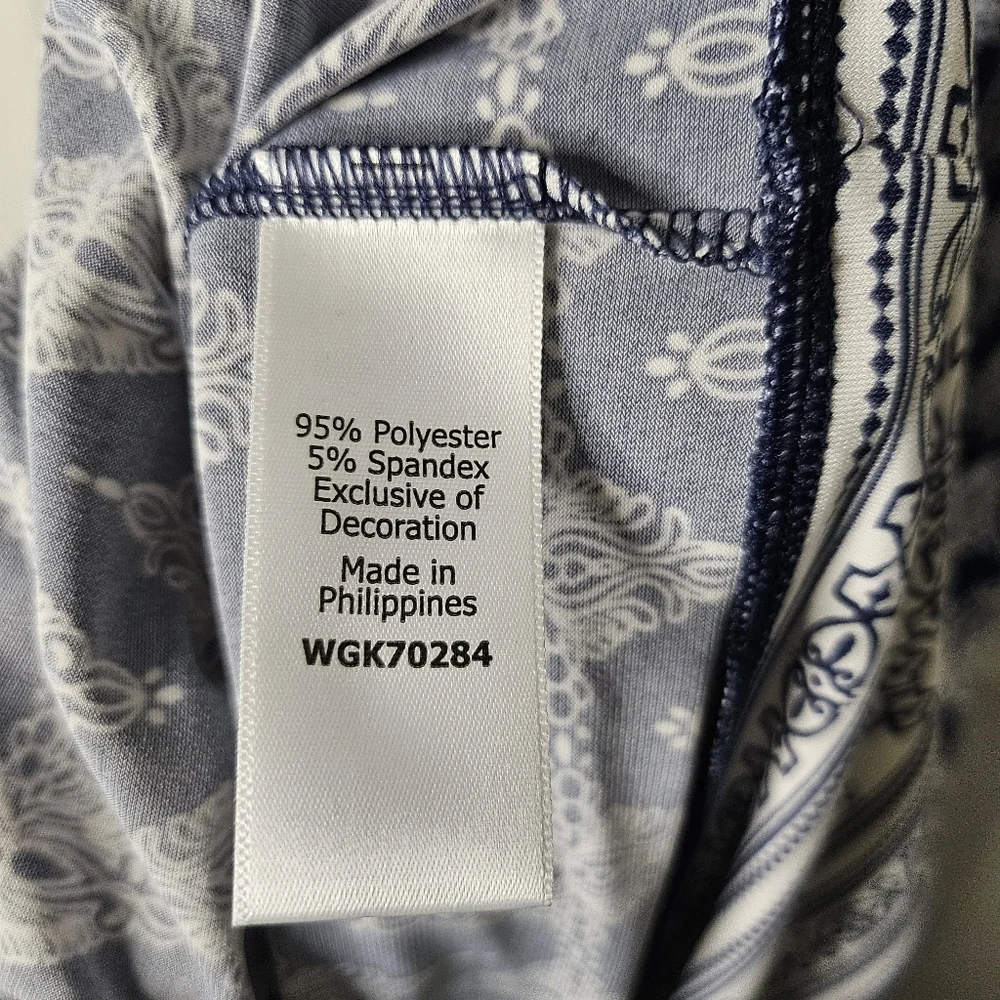 95% Polyester
5% Spandex
Exclusive of
Decoration
Made in
Philippines
WGK70284